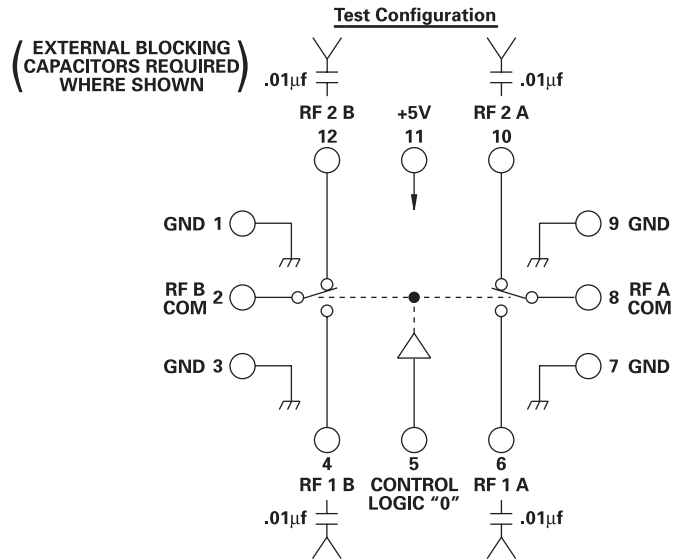 Test Configuration
(EXTERNAL BLOCKING
CAPACITORS REQUIRED
WHERE SHOWN)
.01μf
.01μf
RF 2 B
+5V
RF 2 A
12
11
10
GND 1
9 GND
RF B
COM 2
8 RF A
COM
GND 3
7 GND
4
5
6
RF 1 B
CONTROL
LOGIC "0"
RF 1 A
.01μf
.01μf